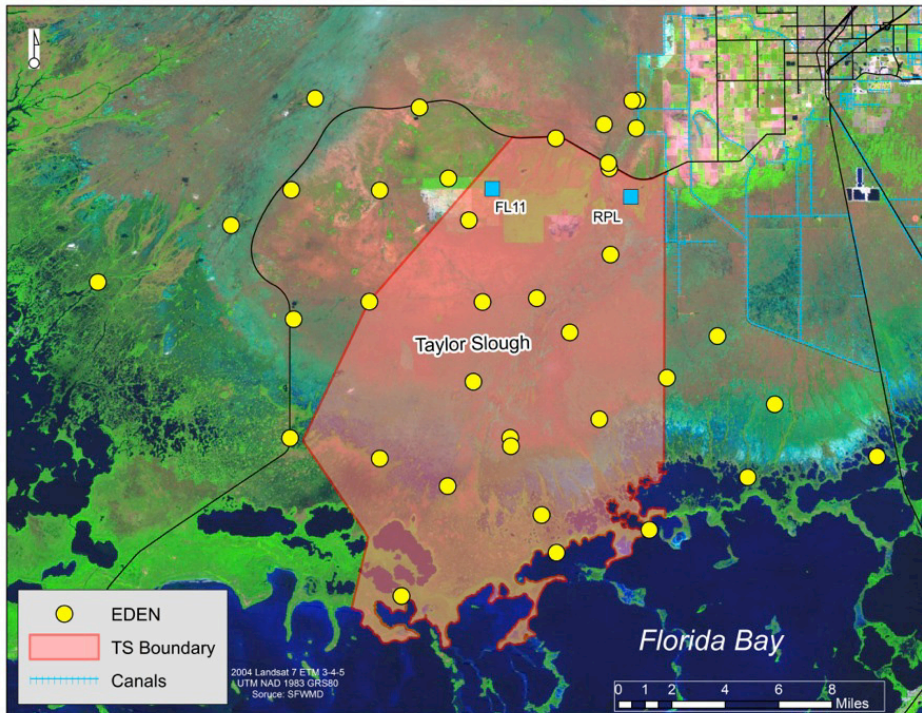 FL11
RPL
Taylor Slough
EDEN
TS Boundary
Canals
2004 Landsat 7 ETM 3-4-5
UTM NAD 1983 GRS80
Soruce: SFWMD
Florida Bay
0 1 2 4 6 8
Miles